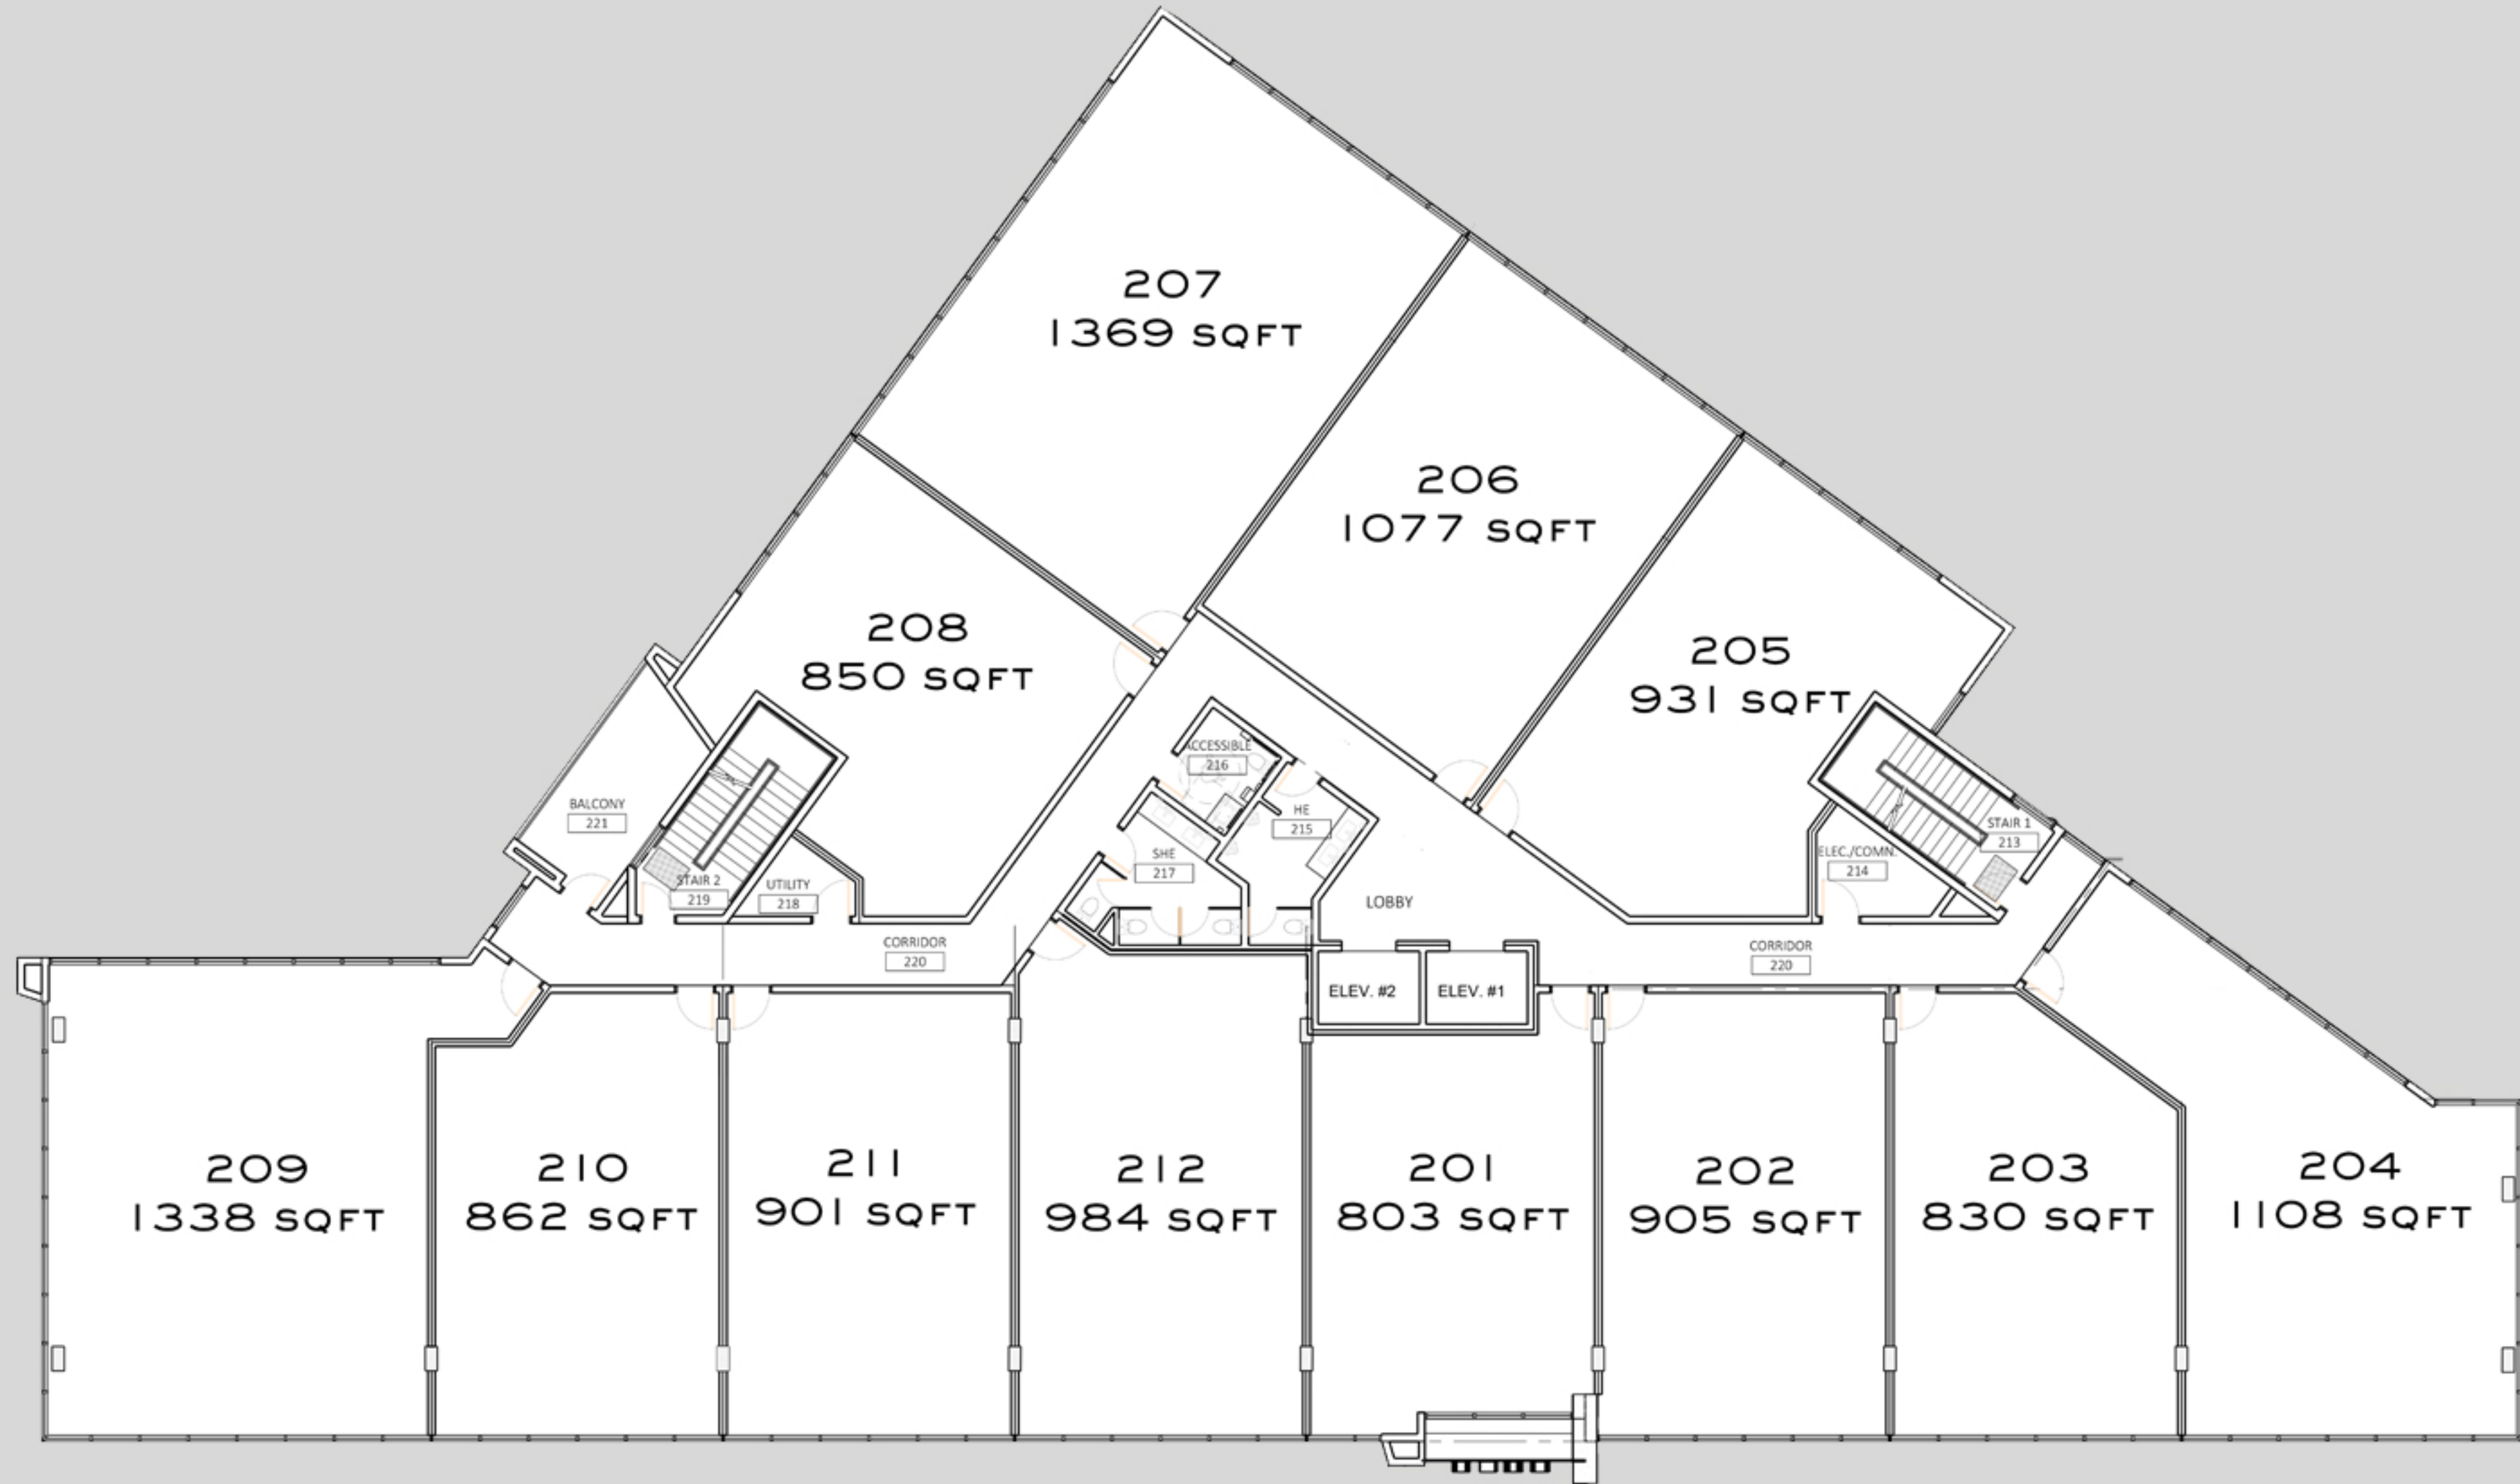 207
1369 SQFT
206
1077 SQFT
208
850 SQFT
205
931 SQFT
ACCESSIBLE
216
BALCONY
221
HE
215
STAIR 1
213
SHE
217
ELEC./COMN.
214
STAIR 2
219
UTILITY
218
LOBBY
CORRIDOR
220
CORRIDOR
220
ELEV. #2
ELEV. #1
209
1338 SQFT
210
862 SQFT
211
901 SQFT
212
984 SQFT
201
803 SQFT
202
905 SQFT
203
830 SQFT
204
1108 SQFT